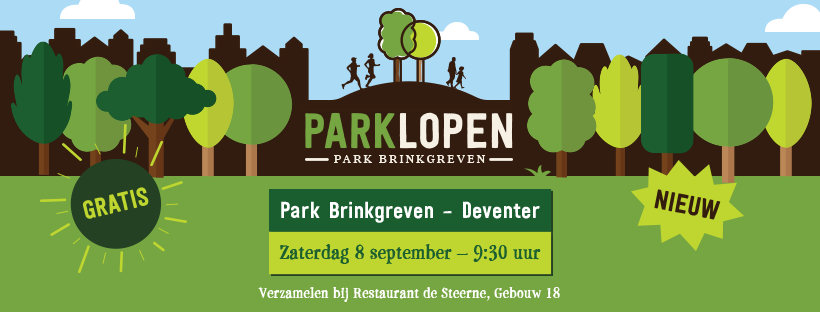 PARKLOPEN
PARK BRINKGREVEN
GRATIS
NIEUW
Park Brinkgreven - Deventer
Zaterdag 8 september – 9:30 uur
Verzamelen bij Restaurant de Steerne, Gebouw 18